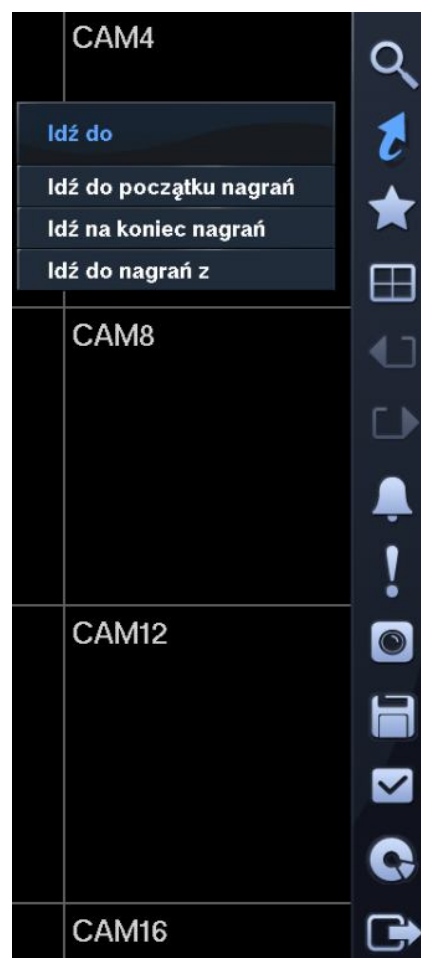 CAM4
Idź do
Idź do początku nagrań
Idź na koniec nagrań
Idź do nagrań z
CAM8
CAM12
CAM16